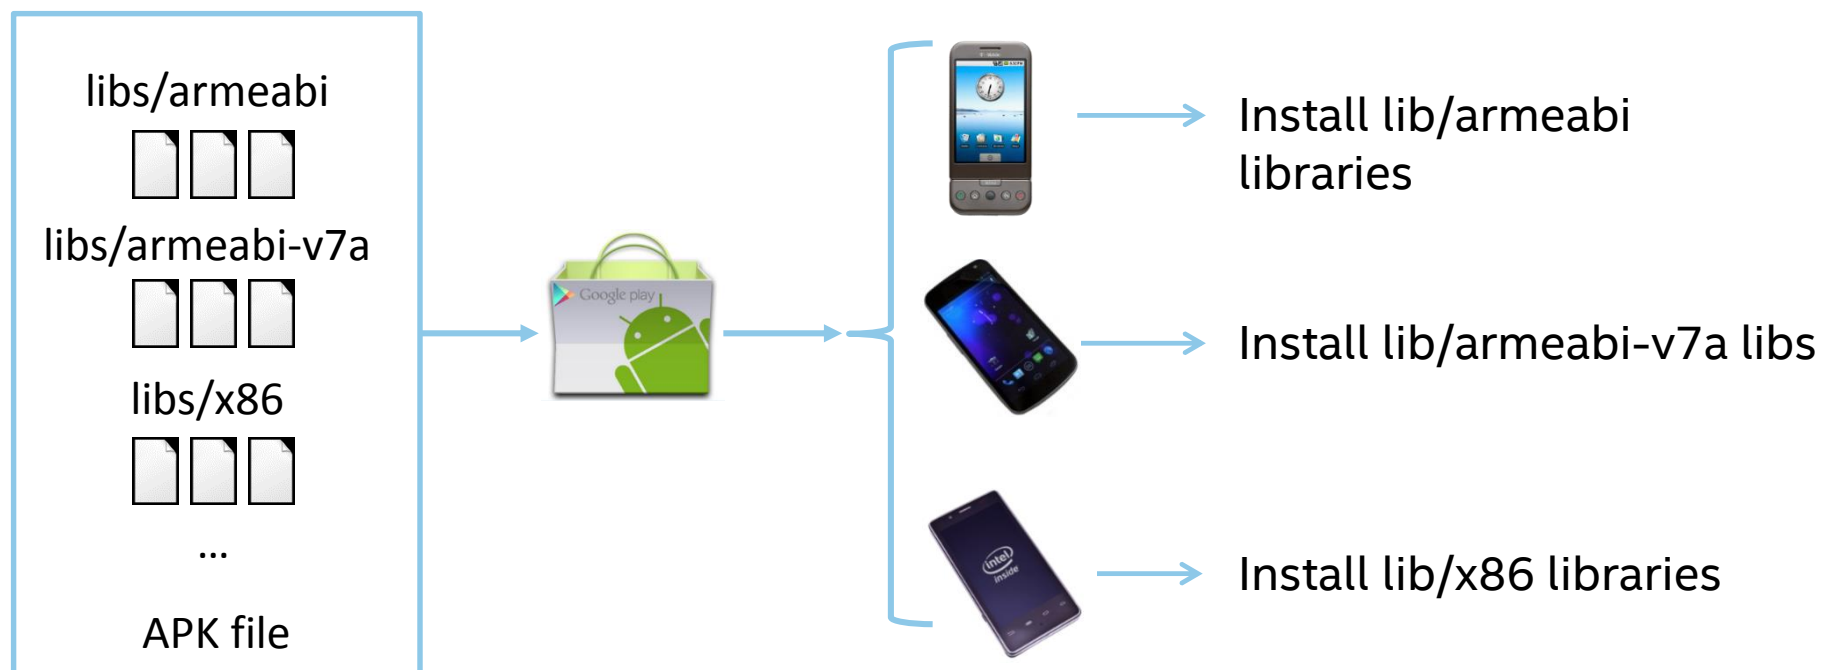 libs/armeabi
libs/armeabi-v7a
libs/x86
...
APK file
Google play
intel
inside
Install lib/armeabi
libraries
Install lib/armeabi-v7a libs
Install lib/x86 libraries